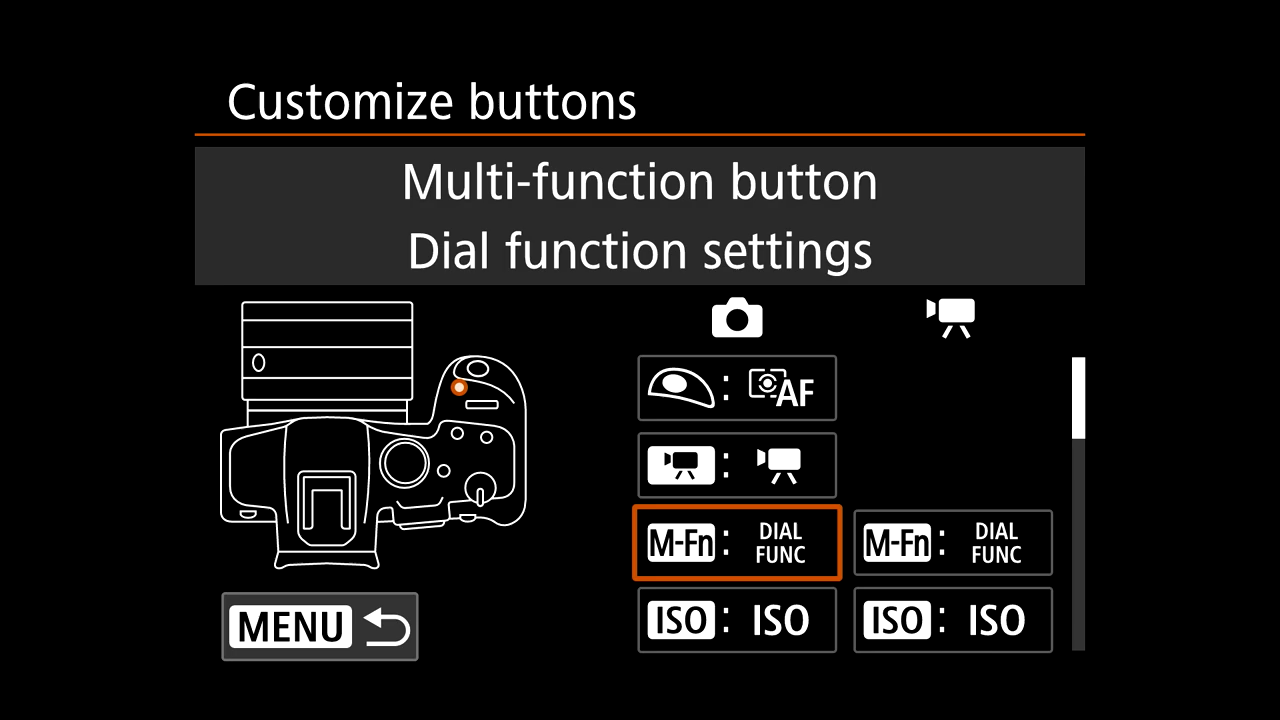 Customize buttons
Multi-function button
Dial function settings
: AF
:
M-Fn : DIAL FUNC M-Fn : DIAL FUNC
ISO : ISO ISO : ISO
MENU